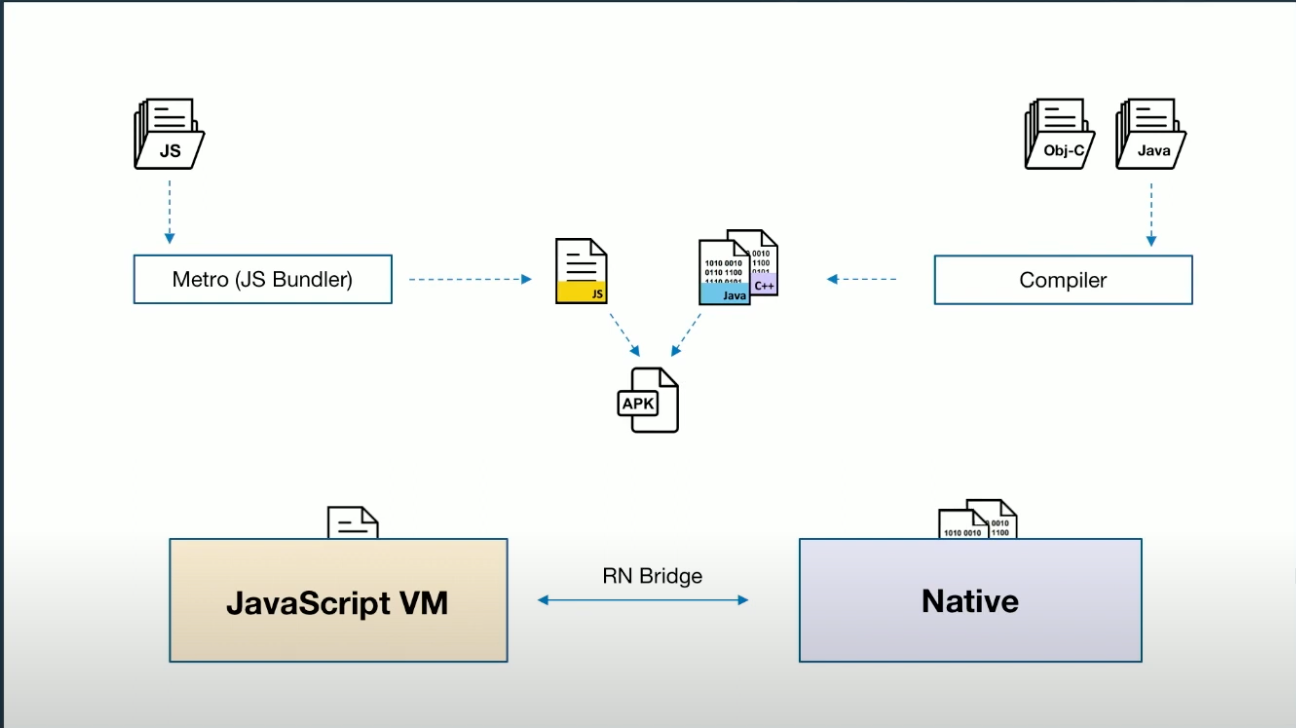 JS
Obj-C
Java
Metro (JS Bundler)
JS
1010 0010
0110 1100
1110 0101
Java
0010
1100
0101
C++
Compiler
APK
1010 0010
0010
1100
JavaScript VM
RN Bridge
Native